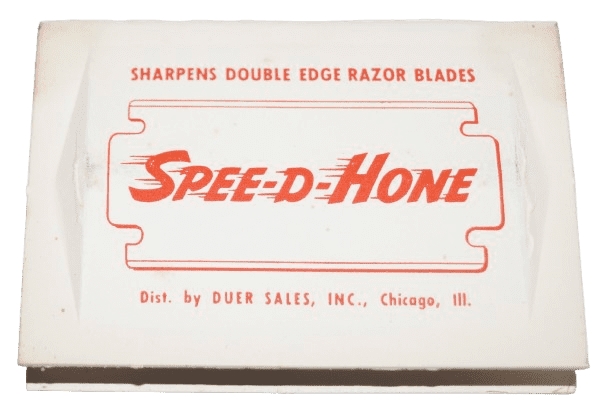 SHARPENS DOUBLE EDGE RAZOR BLADES
SPEE-D-HONE
Dist. by DUER SALES, INC., Chicago, Ill.